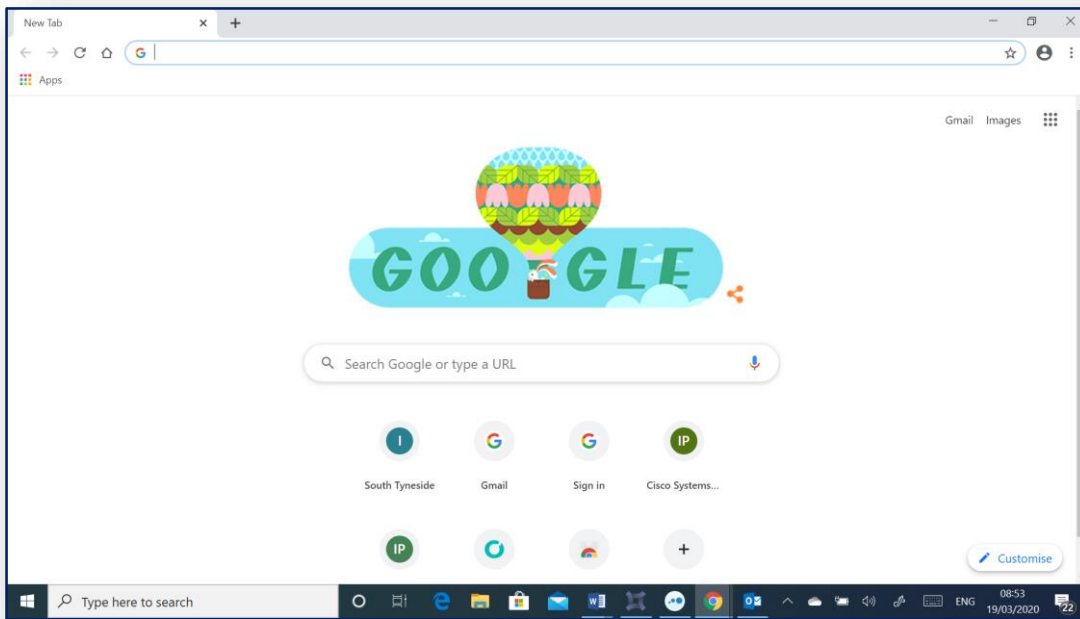 New Tab
Apps
Gmail Images
GOOGLE
Search Google or type a URL
I IP
South Tyneside Gmail Sign in Cisco Systems...
IP
Customise
Type here to search
ENG 08:53
19/03/2020 22